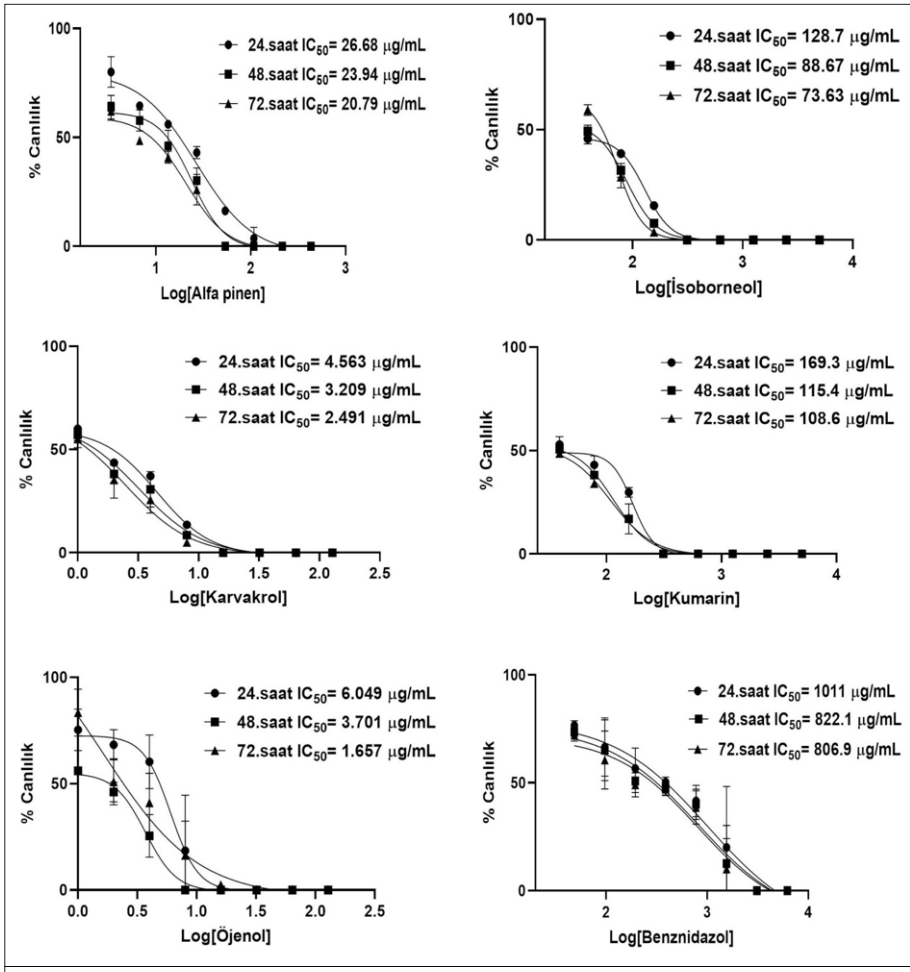 24.saat IC50= 26.68 µg/mL
48.saat IC50= 23.94 µg/mL
72.saat IC50= 20.79 µg/mL
100
50
0
% Canlılık
1 2 3
Log[Alfa pinen]
24.saat IC50= 128.7 µg/mL
48.saat IC50= 88.67 µg/mL
72.saat IC50= 73.63 µg/mL
100
50
0
% Canlılık
2 3 4
Log[İsoborneol]
24.saat IC50= 4.563 µg/mL
48.saat IC50= 3.209 µg/mL
72.saat IC50= 2.491 µg/mL
100
50
0
% Canlılık
0.0 0.5 1.0 1.5 2.0 2.5
Log[Karvakrol]
24.saat IC50= 169.3 µg/mL
48.saat IC50= 115.4 µg/mL
72.saat IC50= 108.6 µg/mL
100
50
0
% Canlılık
2 3 4
Log[Kumarin]
24.saat IC50= 6.049 µg/mL
48.saat IC50= 3.701 µg/mL
72.saat IC50= 1.657 µg/mL
100
50
0
% Canlılık
0.0 0.5 1.0 1.5 2.0 2.5
Log[Öjenol]
24.saat IC50= 1011 µg/mL
48.saat IC50= 822.1 µg/mL
72.saat IC50= 806.9 µg/mL
100
50
0
% Canlılık
2 3 4
Log[Benznidazol]